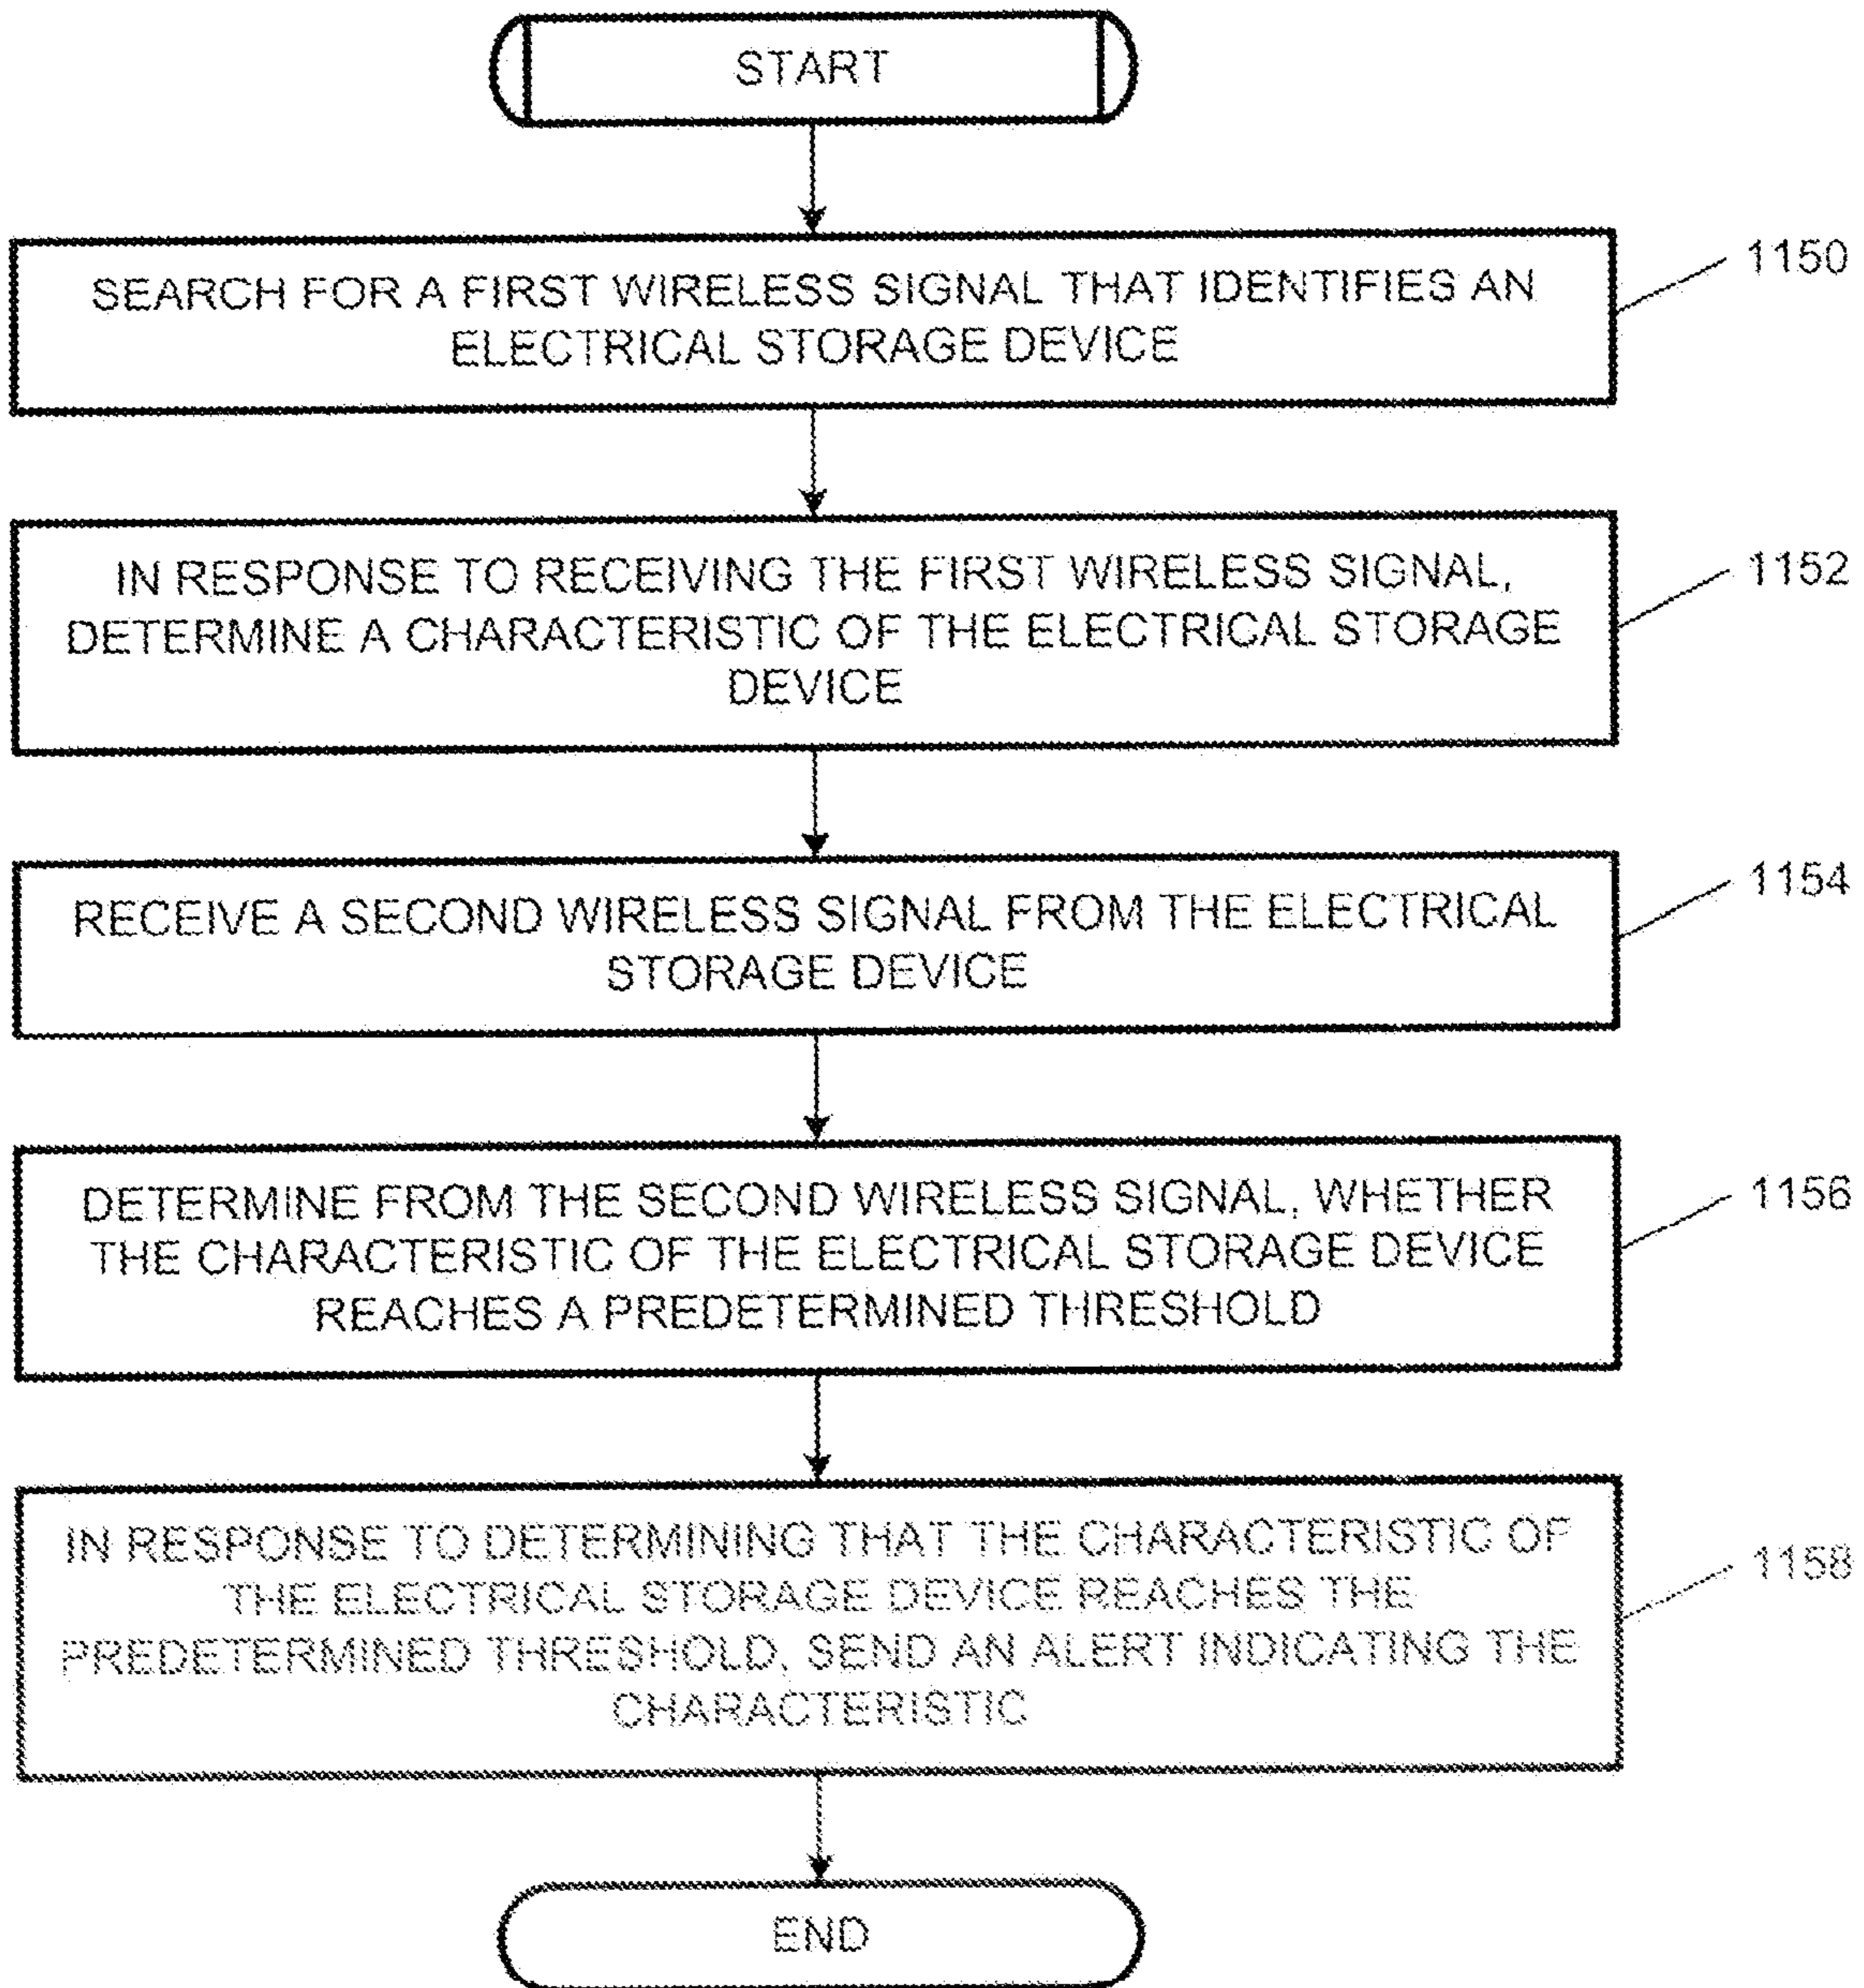 START
SEARCH FOR A FIRST WIRELESS SIGNAL THAT IDENTIFIES AN
ELECTRICAL STORAGE DEVICE
1150
IN RESPONSE TO RECEIVING THE FIRST WIRELESS SIGNAL,
DETERMINE A CHARACTERISTIC OF THE ELECTRICAL STORAGE
DEVICE
1152
RECEIVE A SECOND WIRELESS SIGNAL FROM THE ELECTRICAL
STORAGE DEVICE
1154
DETERMINE FROM THE SECOND WIRELESS SIGNAL, WHETHER
THE CHARACTERISTIC OF THE ELECTRICAL STORAGE DEVICE
REACHES A PREDETERMINED THRESHOLD
1156
IN RESPONSE TO DETERMINING THAT THE CHARACTERISTIC OF
THE ELECTRICAL STORAGE DEVICE REACHES THE
PREDETERMINED THRESHOLD, SEND AN ALERT INDICATING THE
CHARACTERISTIC
1158
END